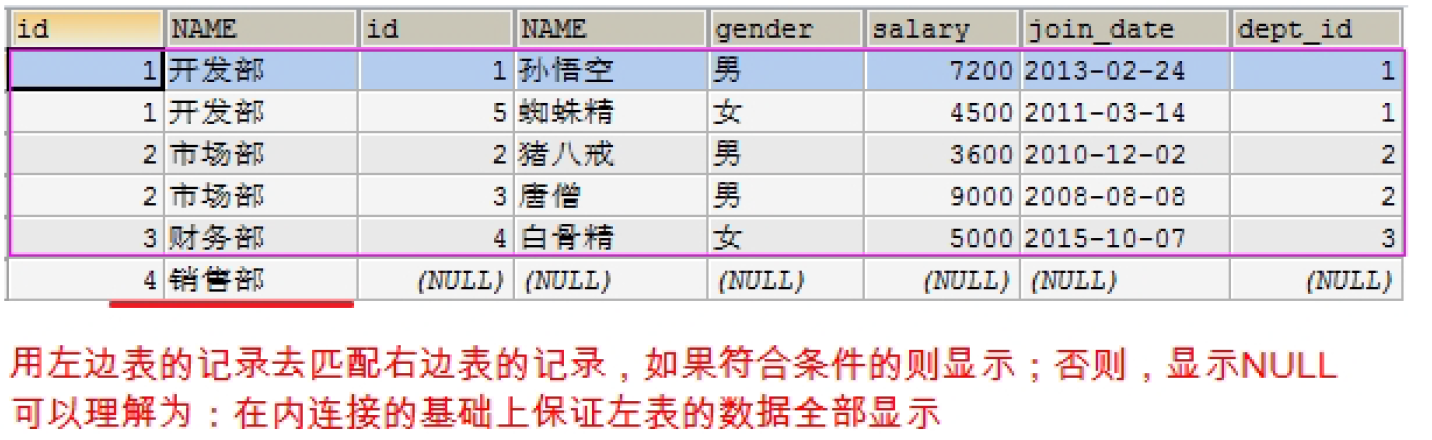 id NAME id NAME gender salary join_date dept_id
1 开发部 1 孙悟空 男 7200 2013-02-24 1
1 开发部 5 蜘蛛精 女 4500 2011-03-14 1
2 市场部 2 猪八戒 男 3600 2010-12-02 2
2 市场部 3 唐僧 男 9000 2008-08-08 2
3 财务部 4 白骨精 女 5000 2015-10-07 3
4 销售部 (NULL) (NULL) (NULL) (NULL) (NULL) (NULL)
用左边表的记录去匹配右边表的记录，如果符合条件的则显示；否则，显示NULL
可以理解为：在内连接的基础上保证左表的数据全部显示